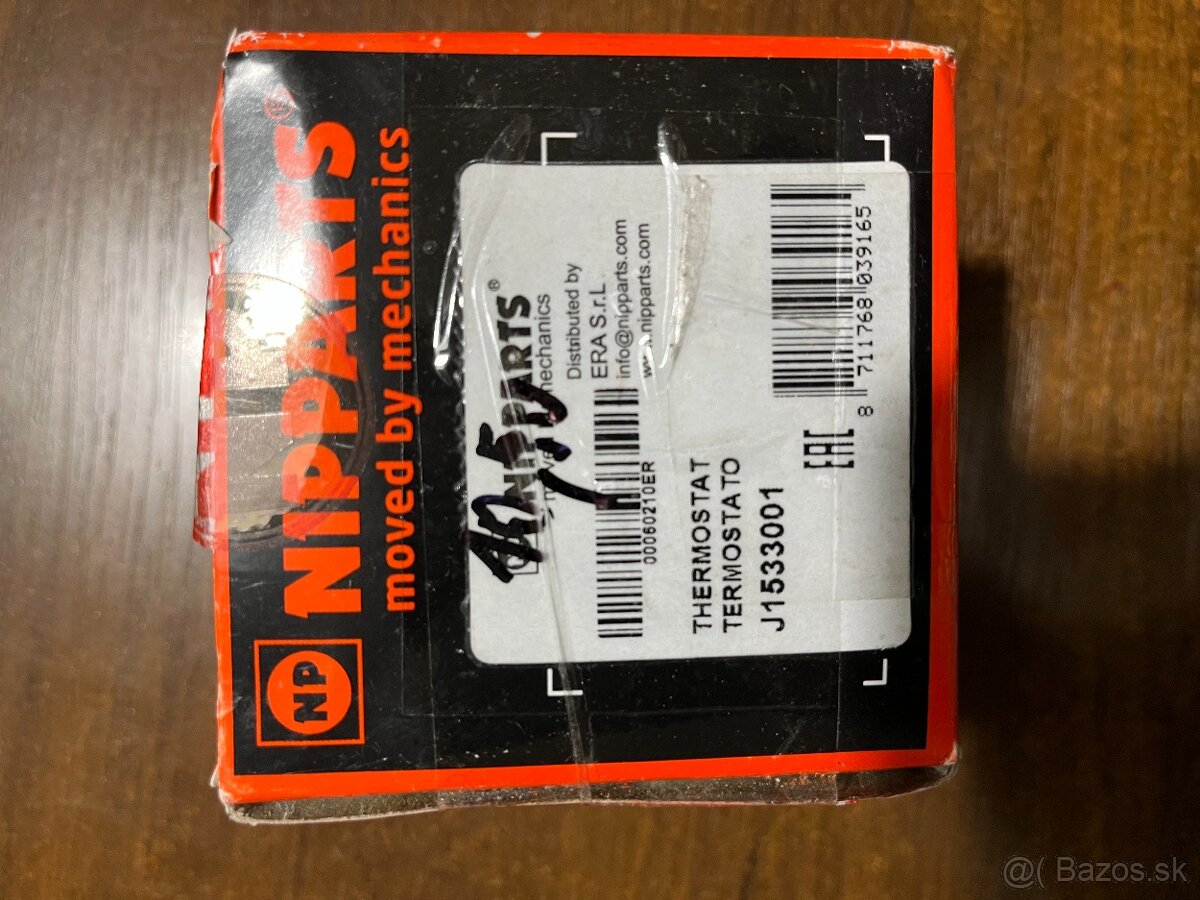 NP NIPPARTS®
moved by mechanics
NIPPARTS®
mechanics
Distributed by
ERA S.r.L
info@nipparts.com
www.nipparts.com
00060210ER
THERMOSTAT
TERMOSTATO
J1533001
EAC
8 711768 039165
@( Bazos.sk